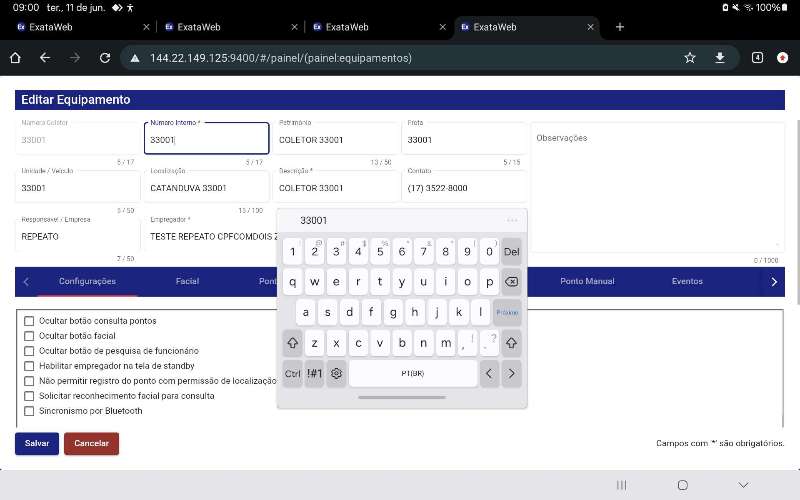 09:00 ter., 11 de jun. 100%
ExataWeb ExataWeb ExataWeb ExataWeb
144.22.149.125:9400/#/painel/(painel:equipamentos) 4
Editar Equipamento
Número Coletor Número Interno * Patrimônio Frota
33001 33001 COLETOR 33001 33001 Observações
5 / 17 5 / 17 13 / 50 5 / 15
Unidade / Veículo Localização Descrição * Contato
33001 CATANDUVA 33001 COLETOR 33001 (17) 3522-8000
5 / 50 15 / 100
Responsável / Empresa Empregador *
REPEATO TESTE REPEATO CPFCOMDOIS
7 / 50 0 / 1000
Configurações Facial Pont Ponto Manual Eventos
Ocultar botão consulta pontos
Ocultar botão facial
Ocultar botão de pesquisa de funcionário
Habilitar empregador na tela de standby
Não permitir registro do ponto com permissão de localização
Solicitar reconhecimento facial para consulta
Sincronismo por Bluetooth
33001 ...
1 2 3 4 5 6 7 8 9 0 Del
q w e r t y u i o p
a s d f g h j k l Próximo
z x c v b n m , ! . ?
Ctrl !#1 PT(BR)
Salvar Cancelar Campos com '*' são obrigatórios.